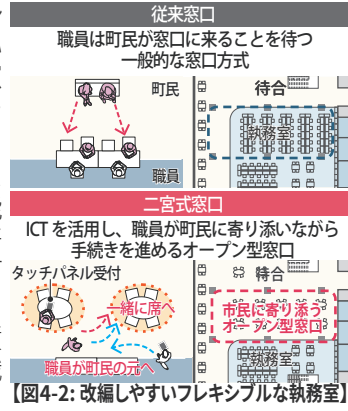 従来窓口
職員は町民が窓口に来ることを待つ
一般的な窓口方式
町民
職員
待合
執務室
二宮式窓口
ICTを活用し、職員が町民に寄り添いながら
手続きを進めるオープン型窓口
タッチパネル受付
一緒に席へ
職員が町民の元へ
待合
市民に寄り添う
オープン型窓口
執務室
【図4-2: 改編しやすいフレキシブルな執務室】